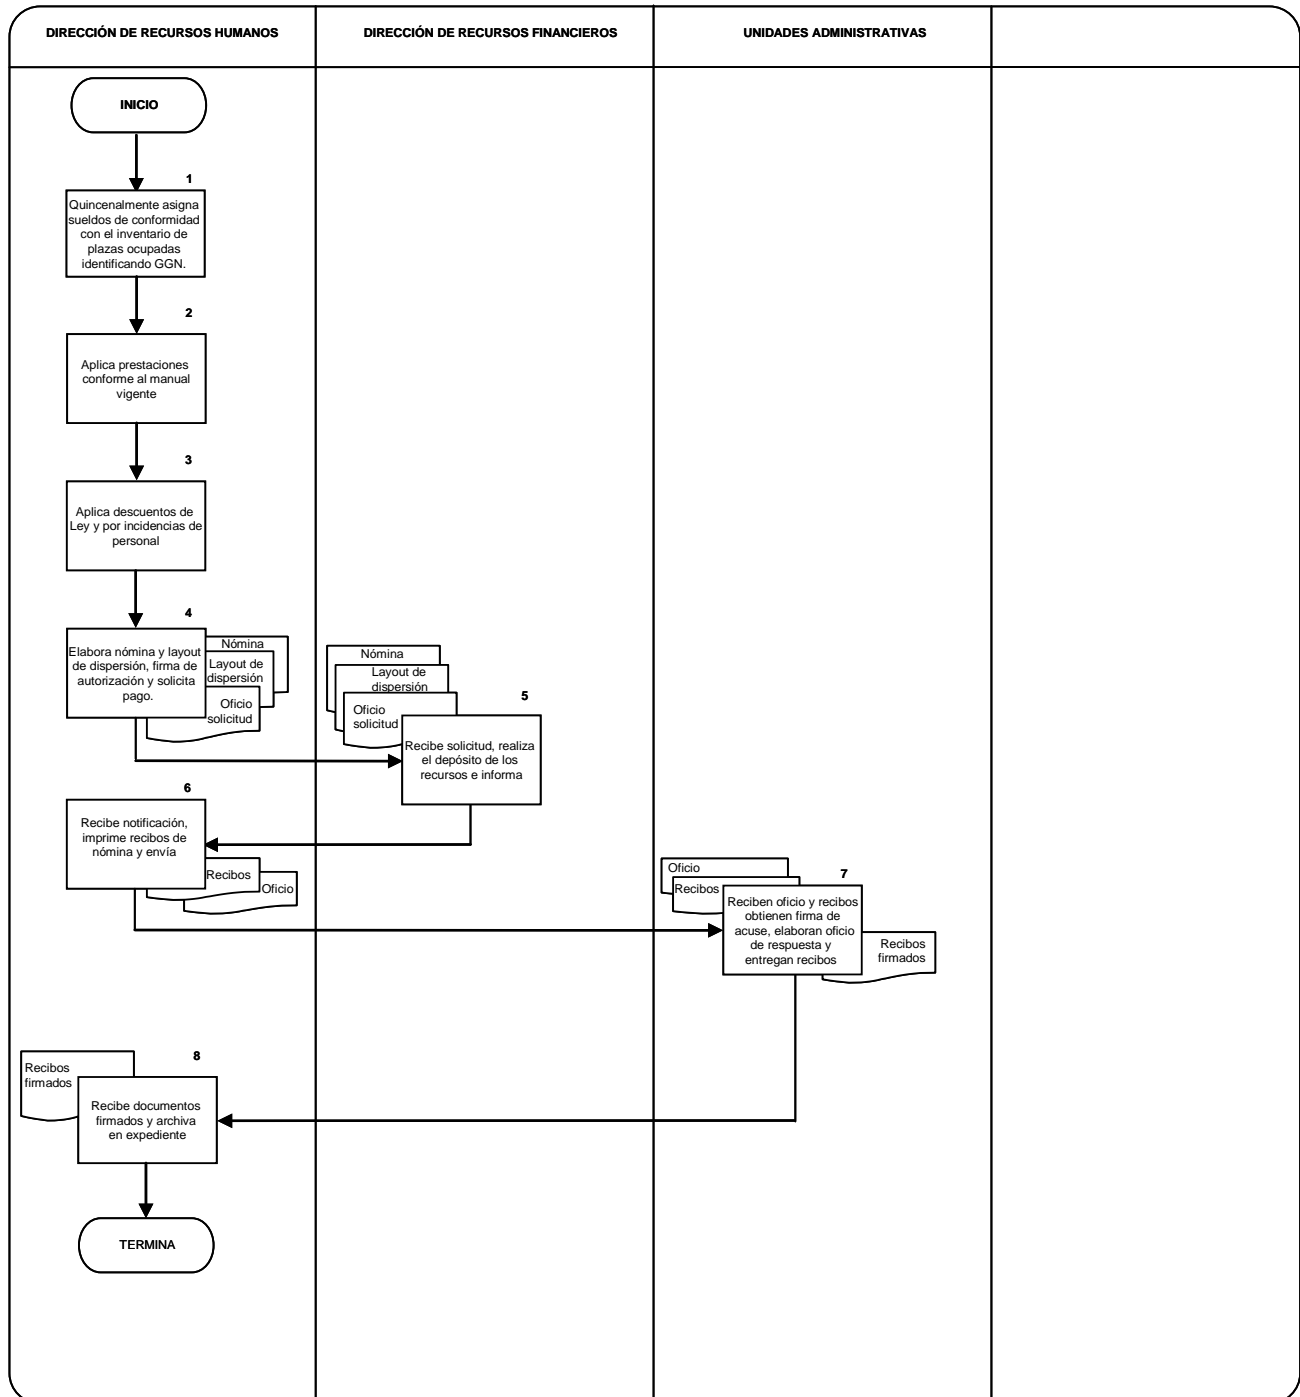 DIRECCIÓN DE RECURSOS HUMANOS
DIRECCIÓN DE RECURSOS FINANCIEROS
UNIDADES ADMINISTRATIVAS
INICIO
1
Quincenalmente asigna
sueldos de conformidad
con el inventario de
plazas ocupadas
identificando GGN.
2
Aplica prestaciones
conforme al manual
vigente
3
Aplica descuentos de
Ley y por incidencias de
personal
4
Elabora nómina y layout
de dispersión, firma de
autorización y solicita
pago.
Nómina
Layout de
dispersión
Oficio
solicitud
Nómina
Layout de
dispersión
Oficio
solicitud
5
Recibe solicitud, realiza
el depósito de los
recursos e informa
6
Recibe notificación,
imprime recibos de
nómina y envía
Recibos
Oficio
Oficio
Recibos
7
Reciben oficio y recibos
obtienen firma de
acuse, elaboran oficio
de respuesta y
entregan recibos
Recibos
firmados
8
Recibos
firmados
Recibe documentos
firmados y archiva
en expediente
TERMINA